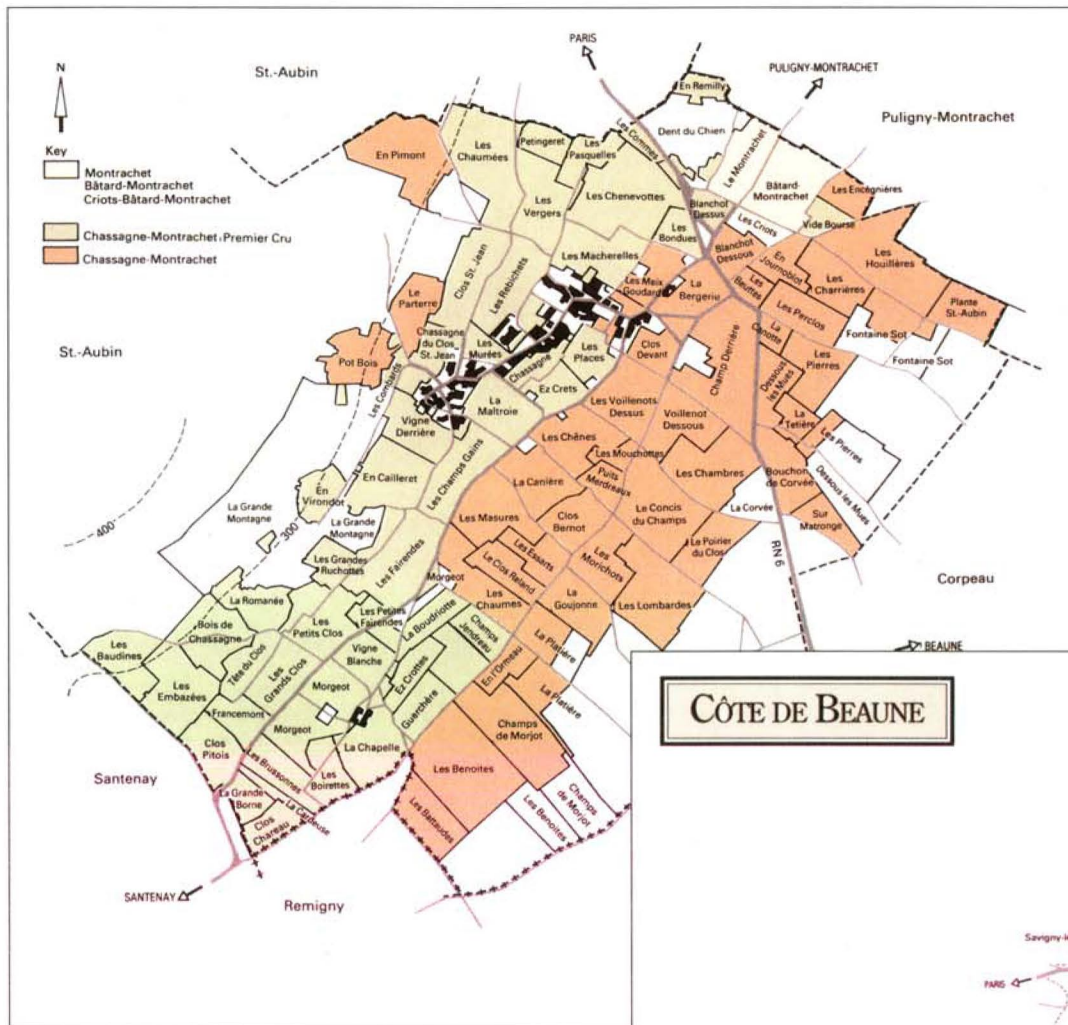 St.-Aubin
PARIS
PULIGNY-MONTRACHET
Puligny-Montrachet
N
Key
Montrachet
Bâtard-Montrachet
Criots-Bâtard-Montrachet
Chassagne-Montrachet, Premier Cru
Chassagne-Montrachet
En Remilly
Dent du Chien
Les Commes
Le Montrachet
En Pimont
Les
Chaumées
Petingeret
Les
Pasquelles
Les Chenevottes
Les
Vergers
Blanchot
Dessus
Bâtard-
Montrachet
Les Encégnières
Vide Bourse
Les Criots
Les
Bondues
Blanchot
Dessous
En
Journoblot
Les
Houillères
Clos St. Jean
Les Rebichets
Les Macherelles
Les Meix
Goudard
La
Bergerie
Les
Beuttes
Les
Charrières
Plante
St.-Aubin
Le
Parterre
Les Perclos
Fontaine Sot
Fontaine Sot
La
Canotte
St.-Aubin
Pot Bois
Chassagne
du Clos
St. Jean
Les
Murées
Chassagne
Les
Places
Clos
Devant
Champ Derrière
Les
Pierres
Dessous
les Mues
Les Combards
Ez Crets
La
Maltroie
Vigne
Derrière
Les Voillenots
Dessus
Voillenot
Dessous
La
Tetière
Les
Pierres
Les Chênes
Les Mouchottes
Les Champs Gains
En Cailleret
La Canière
Puits
Merdreaux
Les Chambres
Bouchon
de Corvée
Dessous les Mues
En
Virondot
La Grande
Montagne
La Grande
Montagne
400
300
Les Masures
Clos
Bernot
Le Concis
du Champs
La Corvée
Sur
Matronge
RN 6
Les Grandes
Ruchottes
Les Fairendes
Morgeot
Les Essarts
Le Clos Reland
Les
Morichots
Le Poirier
du Clos
Corpeau
La Romanée
Bois de
Chassagne
Les
Petits Clos
Les Petites
Fairendes
La Boudriotte
Les
Chaumes
La
Goujonne
Les Lombardes
Champs
Jendreau
Les
Baudines
Tête du Clos
Les
Grands Clos
Vigne
Blanche
Ez Crottes
La Platière
En l'Ormeau
BEAUNE
Les
Embazées
Morgeot
Guerchère
La Platière
Francemont
Morgeot
Champs
de Morjot
CÔTE DE BEAUNE
Clos
Pitois
La Chapelle
Les Benoites
Santenay
Les Brussonnes
Les
Boirettes
La Grande
Borne
La Cardeuse
Clos
Chareau
Les Battaudes
Les Benoites
Champs
de Morjot
SANTENAY
Remigny
Savigny-l
PARIS